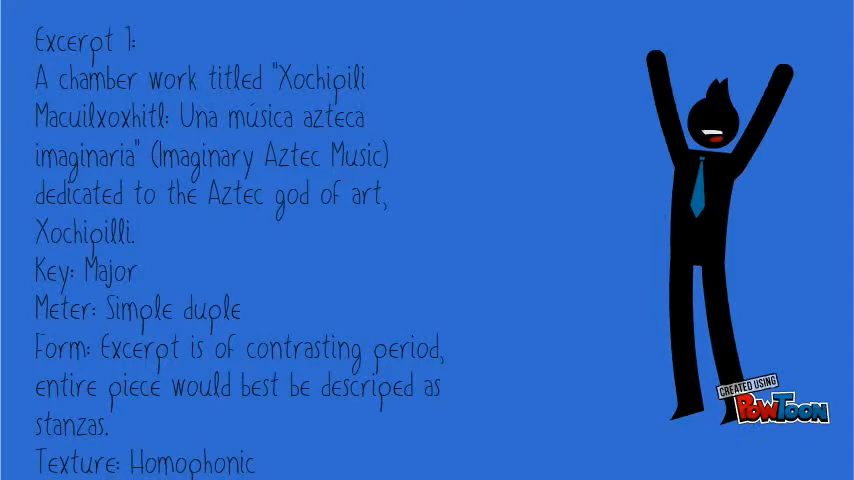 Excerpt 1:
A chamber work titled "Xochipili
Macuilxoxhitl: Una música azteca
imaginaria" (Imaginary Aztec Music)
dedicated to the Aztec god of art,
Xochipilli.
Key: Major
Meter: Simple duple
Form: Excerpt is of contrasting period,
entire piece would best be descriped as
stanzas.
Texture: Homophonic
CREATED USING
POWTOON